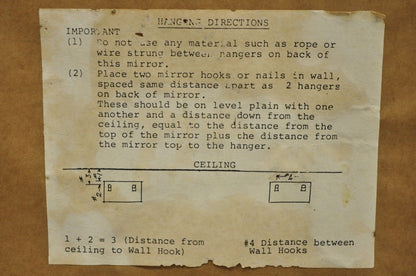 HANGING DIRECTIONS
IMPORTANT
(1) Do not use any material such as rope or
wire strung between hangers on back of
this mirror.
(2) Place two mirror hooks or nails in wall,
spaced same distance apart as 2 hangers
on back of mirror.
These should be on level plain with one
another and a distance down from the
ceiling, equal to the distance from the
top of the mirror plus the distance from
the mirror top to the hanger.
CEILING
1 + 2 = 3 (Distance from
ceiling to Wall Hook)
#4 Distance between
Wall Hooks